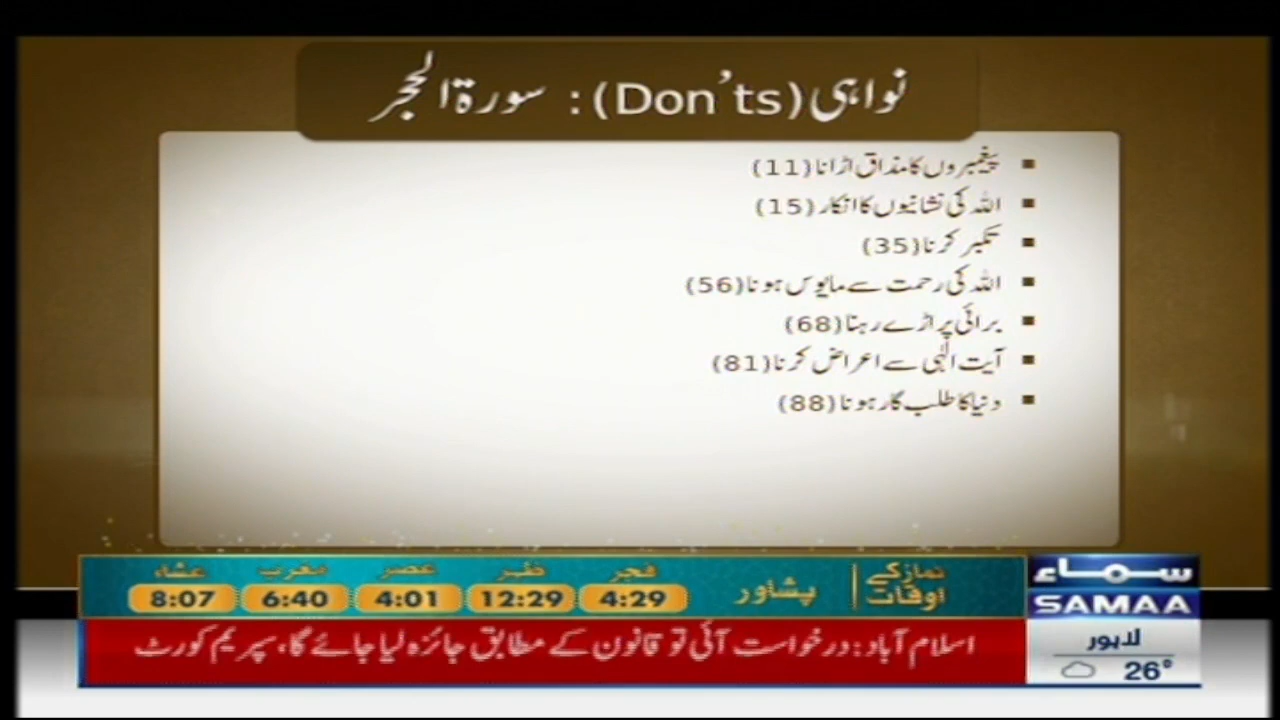 نواہی (Don'ts) : سورۃ الحجر
▪ پیغمبروں کا مذاق اڑانا (11)
▪ اللہ کی نشانیوں کا انکار (15)
▪ تکبر کرنا (35)
▪ اللہ کی رحمت سے مایوس ہونا (56)
▪ برائی پر اڑے رہنا (68)
▪ آیت الٰہی سے اعراض کرنا (81)
▪ دنیا کا طلب گار ہونا (88)
نماز کے اوقات
پشاور
فجر ظہر عصر مغرب عشاء
4:29 12:29 4:01 6:40 8:07
سماء
SAMAA
اسلام آباد: درخواست آئی تو قانون کے مطابق جائزہ لیا جائے گا، سپریم کورٹ
لاہور
26°